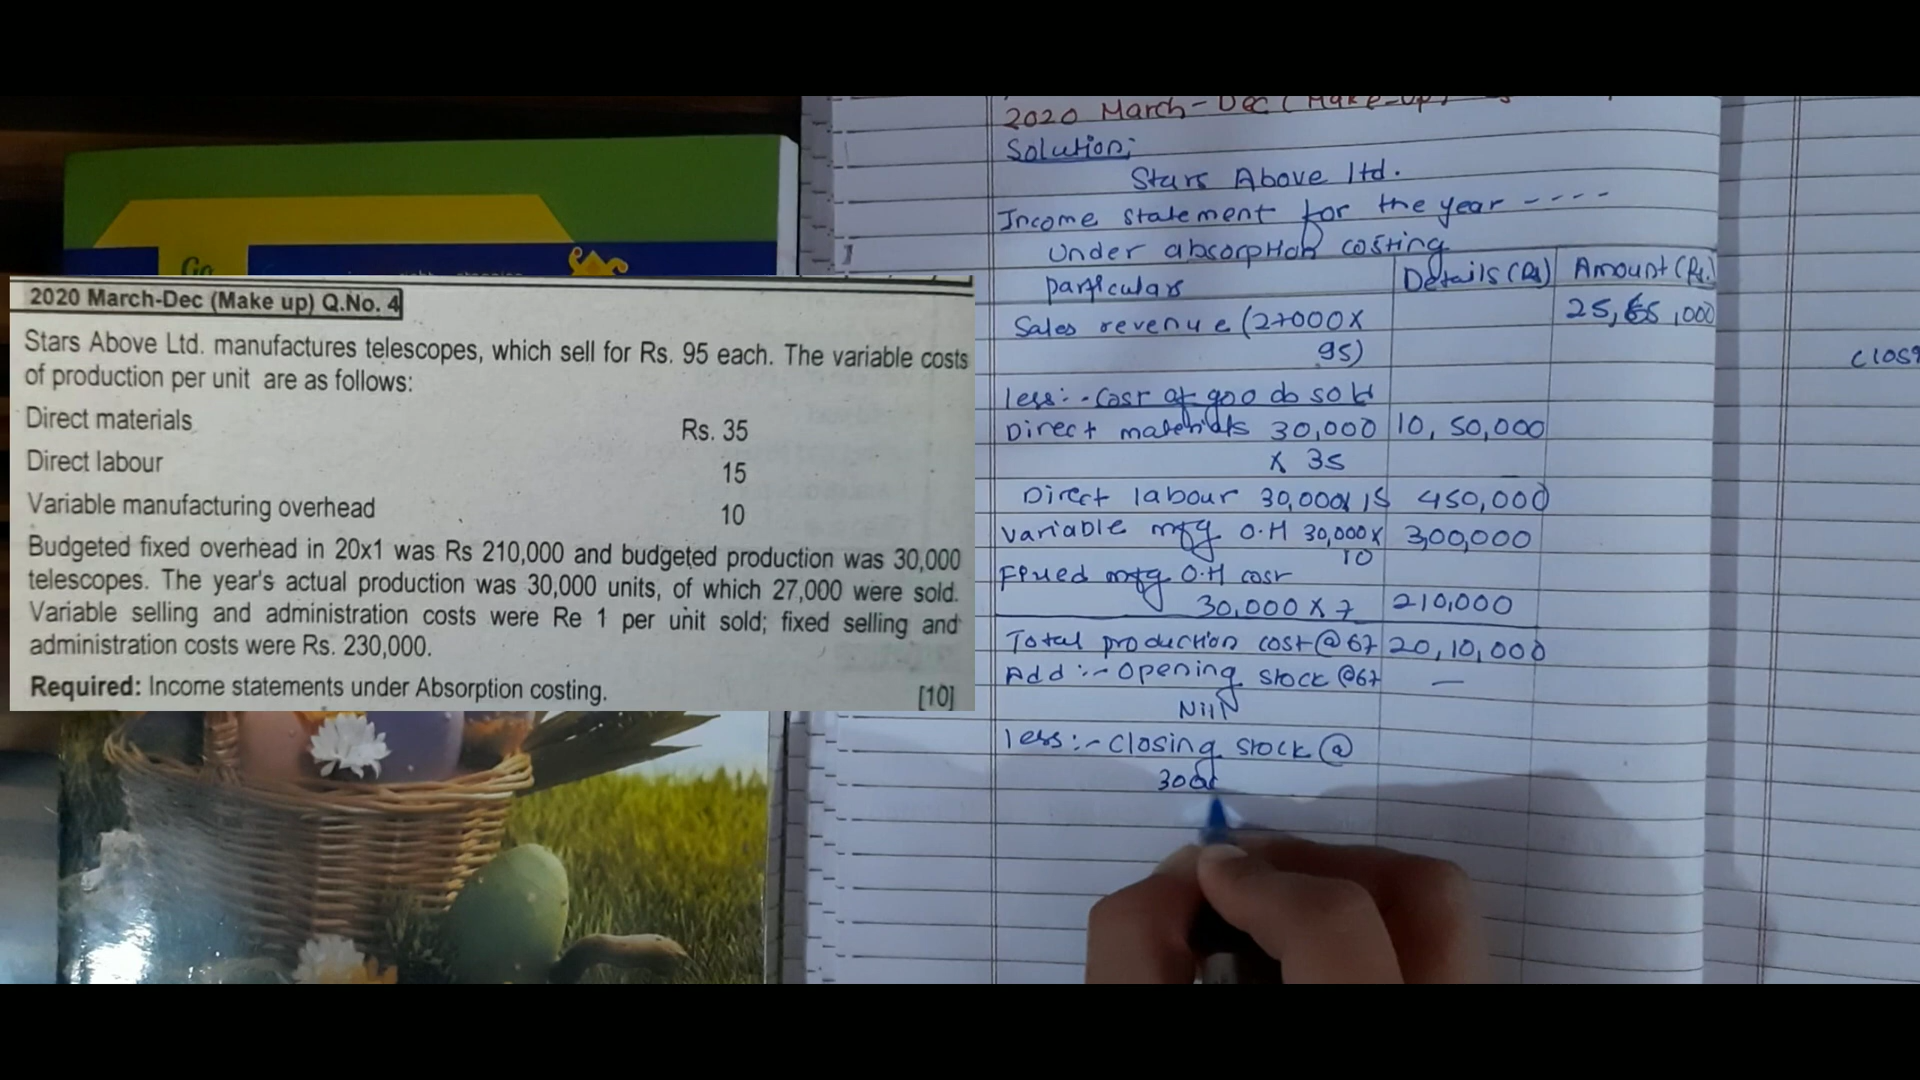 Go
2020 March-Dec (Make up) Q.No. 4
Stars Above Ltd. manufactures telescopes, which sell for Rs. 95 each. The variable costs
of production per unit are as follows:
Direct materials Rs. 35
Direct labour 15
Variable manufacturing overhead 10
Budgeted fixed overhead in 20x1 was Rs 210,000 and budgeted production was 30,000
telescopes. The year's actual production was 30,000 units, of which 27,000 were sold.
Variable selling and administration costs were Re 1 per unit sold; fixed selling and
administration costs were Rs. 230,000.
Required: Income statements under Absorption costing. [10]
2020 March-Dec (Make-up)
Solution;
Stars Above ltd.
Income statement for the year ----
Under absorption costing
particulars Details (Rs) Amount (Rs.)
Sales revenue (27000x 25,65,000
95)
less:- cost of goods sold
Direct materials 30,000 10,50,000
x 35
Direct labour 30,000x15 450,000
Variable mfg O.H 30,000x 300,000
10
Fixed mfg O.H cost
30,000 x 7 210,000
Total production cost @ 67 20,10,000
Add:- Opening stock @67 —
Nill
less:- closing stock @